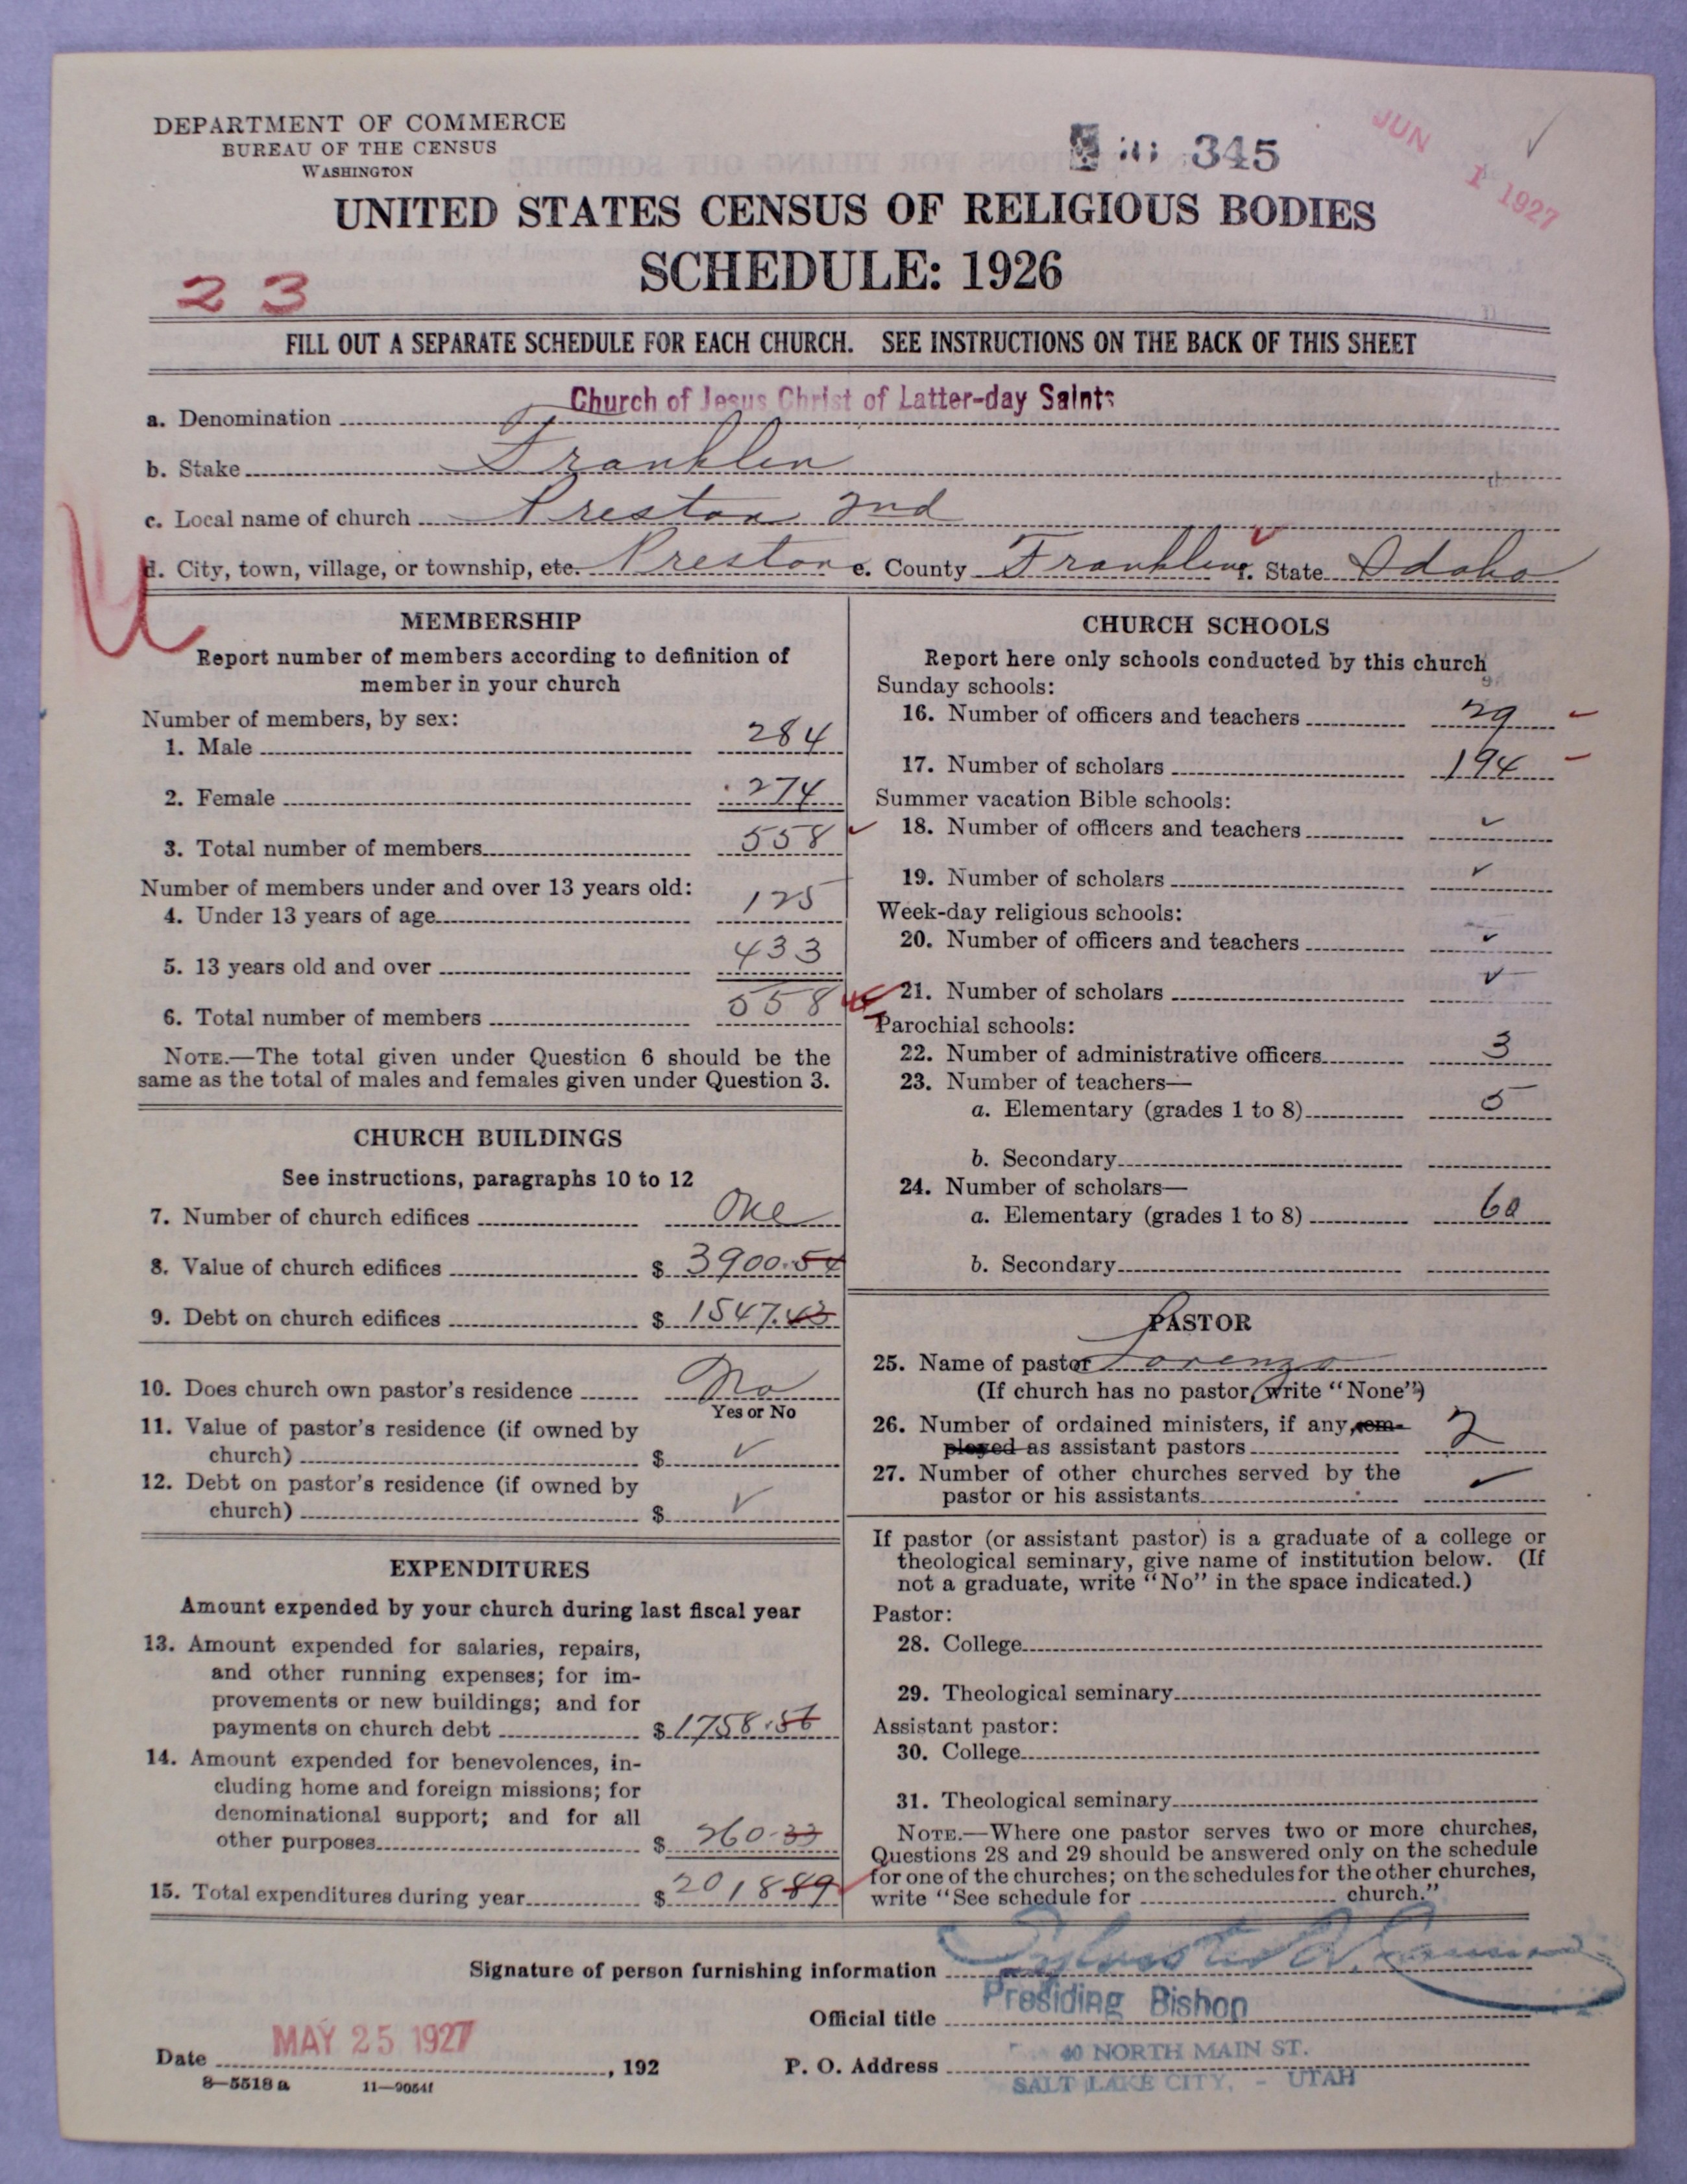 DEPARTMENT OF COMMERCE
BUREAU OF THE CENSUS
WASHINGTON
345
JUN 1 1927
UNITED STATES CENSUS OF RELIGIOUS BODIES
SCHEDULE: 1926
23
FILL OUT A SEPARATE SCHEDULE FOR EACH CHURCH. SEE INSTRUCTIONS ON THE BACK OF THIS SHEET
a. Denomination Church of Jesus Christ of Latter-day Saints
b. Stake Franklin
c. Local name of church Preston 2nd
d. City, town, village, or township, etc. Preston e. County Franklin f. State Idaho
MEMBERSHIP
Report number of members according to definition of
member in your church
Number of members, by sex:
1. Male 284
2. Female 274
3. Total number of members 558
Number of members under and over 13 years old:
4. Under 13 years of age 125
5. 13 years old and over 433
6. Total number of members 558
NOTE.—The total given under Question 6 should be the
same as the total of males and females given under Question 3.
CHURCH BUILDINGS
See instructions, paragraphs 10 to 12
7. Number of church edifices One
8. Value of church edifices $ 3900.54
9. Debt on church edifices $ 1547.43
10. Does church own pastor's residence No
Yes or No
11. Value of pastor's residence (if owned by
church) $ ✓
12. Debt on pastor's residence (if owned by
church) $ ✓
EXPENDITURES
Amount expended by your church during last fiscal year
13. Amount expended for salaries, repairs,
and other running expenses; for im-
provements or new buildings; and for
payments on church debt $ 1758.56
14. Amount expended for benevolences, in-
cluding home and foreign missions; for
denominational support; and for all
other purposes $ 260.33
15. Total expenditures during year $ 2018 89
CHURCH SCHOOLS
Report here only schools conducted by this church
Sunday schools:
16. Number of officers and teachers 29
17. Number of scholars 194
Summer vacation Bible schools:
18. Number of officers and teachers ✓
19. Number of scholars ✓
Week-day religious schools:
20. Number of officers and teachers ✓
21. Number of scholars ✓
Parochial schools:
22. Number of administrative officers 3
23. Number of teachers—
a. Elementary (grades 1 to 8) 5
b. Secondary
24. Number of scholars—
a. Elementary (grades 1 to 8) 60
b. Secondary
PASTOR
25. Name of pastor Lorenzo
(If church has no pastor, write "None")
26. Number of ordained ministers, if any, em-
ployed as assistant pastors 2
27. Number of other churches served by the
pastor or his assistants ✓
If pastor (or assistant pastor) is a graduate of a college or
theological seminary, give name of institution below. (If
not a graduate, write "No" in the space indicated.)
Pastor:
28. College
29. Theological seminary
Assistant pastor:
30. College
31. Theological seminary
NOTE.—Where one pastor serves two or more churches,
Questions 28 and 29 should be answered only on the schedule
for one of the churches; on the schedules for the other churches,
write "See schedule for church."
Signature of person furnishing information
Official title Presiding Bishop
Date MAY 25 1927, 192
P. O. Address 40 NORTH MAIN ST.
SALT LAKE CITY, - UTAH
8—5518a 11—9054f